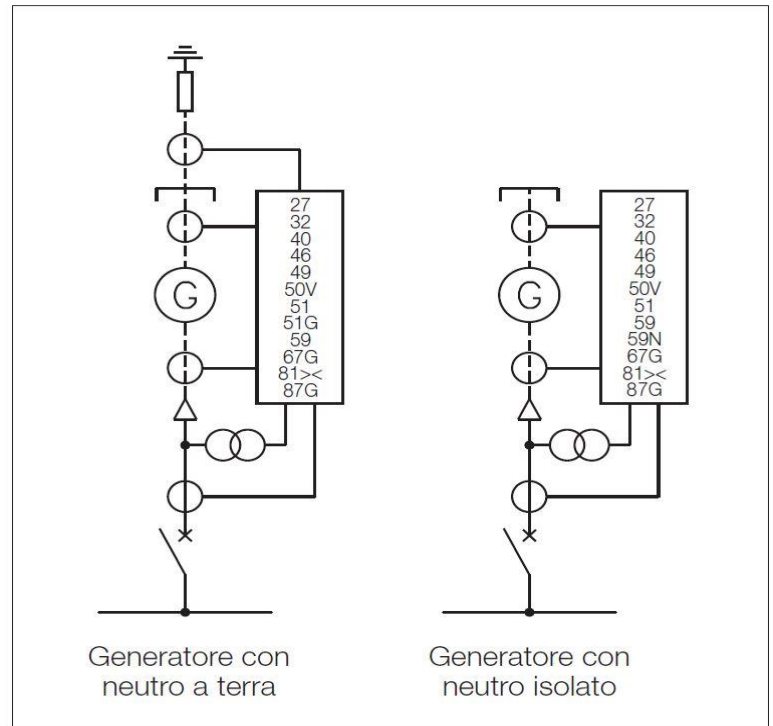 27
32
40
46
49
50V
51
51G
59
67G
81><
87G
G
Generatore con
neutro a terra
27
32
40
46
49
50V
51
59
59N
67G
81><
87G
G
Generatore con
neutro isolato